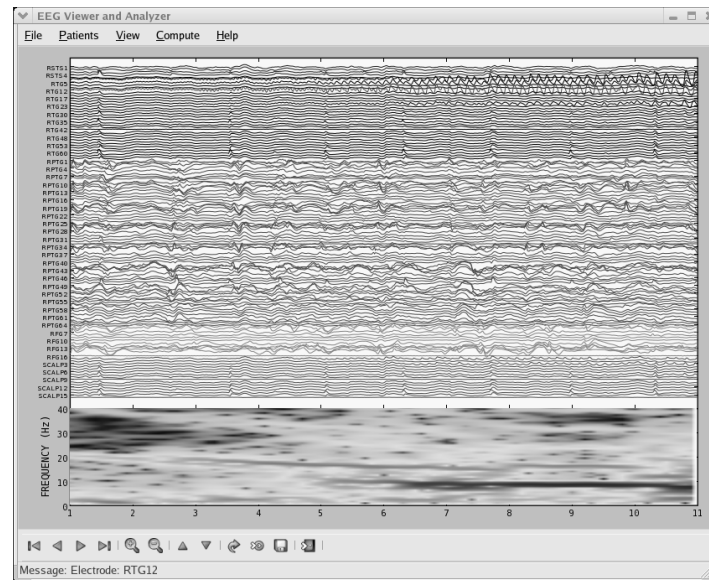 EEG Viewer and Analyzer
File Patients View Compute Help
RSTS1
RSTS4
RTG5
RTG12
RTG17
RTG23
RTG30
RTG35
RTG42
RTG48
RTG53
RTG60
RPTG1
RPTG4
RPTG7
RPTG10
RPTG13
RPTG16
RPTG19
RPTG22
RPTG25
RPTG28
RPTG31
RPTG34
RPTG37
RPTG40
RPTG43
RPTG46
RPTG49
RPTG52
RPTG55
RPTG58
RPTG61
RPTG64
RFG7
RFG10
RFG13
RFG16
SCALP3
SCALP6
SCALP9
SCALP12
SCALP15
40
30
20
10
0
FREQUENCY (Hz)
1 2 3 4 5 6 7 8 9 10 11
Message: Electrode: RTG12